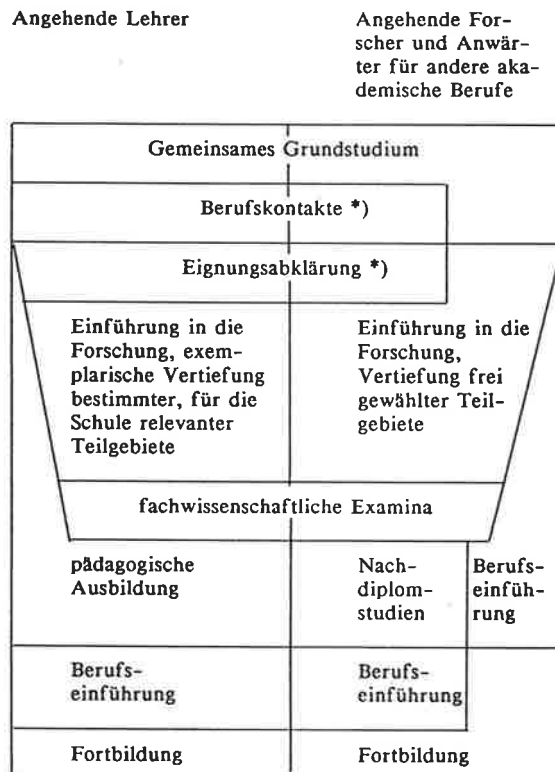 Angehende Lehrer
Angehende For-
scher und Anwär-
ter für andere aka-
demische Berufe
Gemeinsames Grundstudium
Berufskontakte *)
Eignungsabklärung *)
Einführung in die
Forschung, exem-
plarische Vertiefung
bestimmter, für die
Schule relevanter
Teilgebiete
Einführung in die
Forschung,
Vertiefung frei
gewählter Teil-
gebiete
fachwissenschaftliche Examina
pädagogische
Ausbildung
Nach-
diplom-
studien
Berufs-
einfüh-
rung
Berufs-
einführung
Berufs-
einführung
Fortbildung
Fortbildung